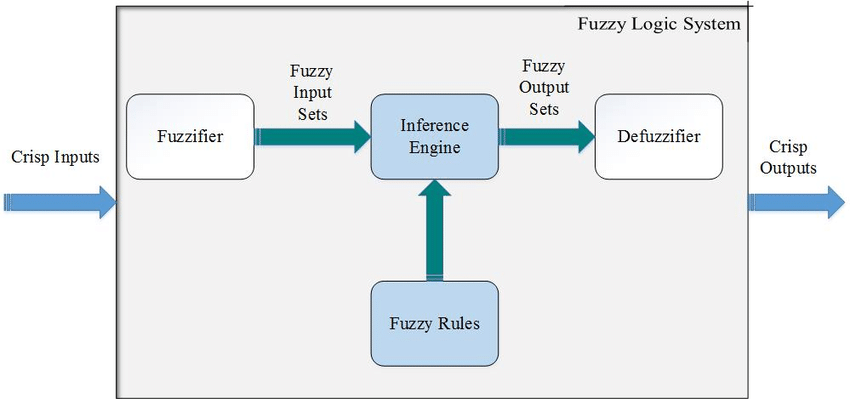 Fuzzy Logic System
Fuzzy
Input
Sets
Fuzzy
Output
Sets
Fuzzifier
Inference
Engine
Defuzzifier
Crisp Inputs
Crisp
Outputs
Fuzzy Rules